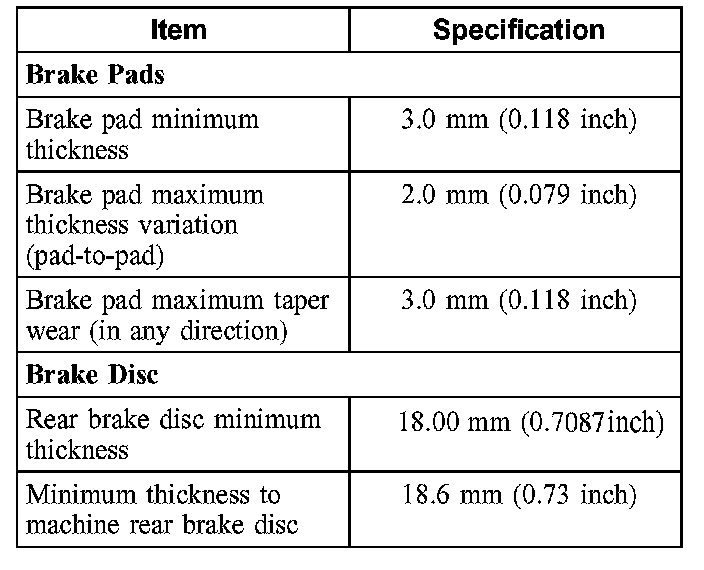 Item Specification
Brake Pads
Brake pad minimum 3.0 mm (0.118 inch)
thickness
Brake pad maximum 2.0 mm (0.079 inch)
thickness variation
(pad-to-pad)
Brake pad maximum taper 3.0 mm (0.118 inch)
wear (in any direction)
Brake Disc
Rear brake disc minimum 18.00 mm (0.7087inch)
thickness
Minimum thickness to 18.6 mm (0.73 inch)
machine rear brake disc